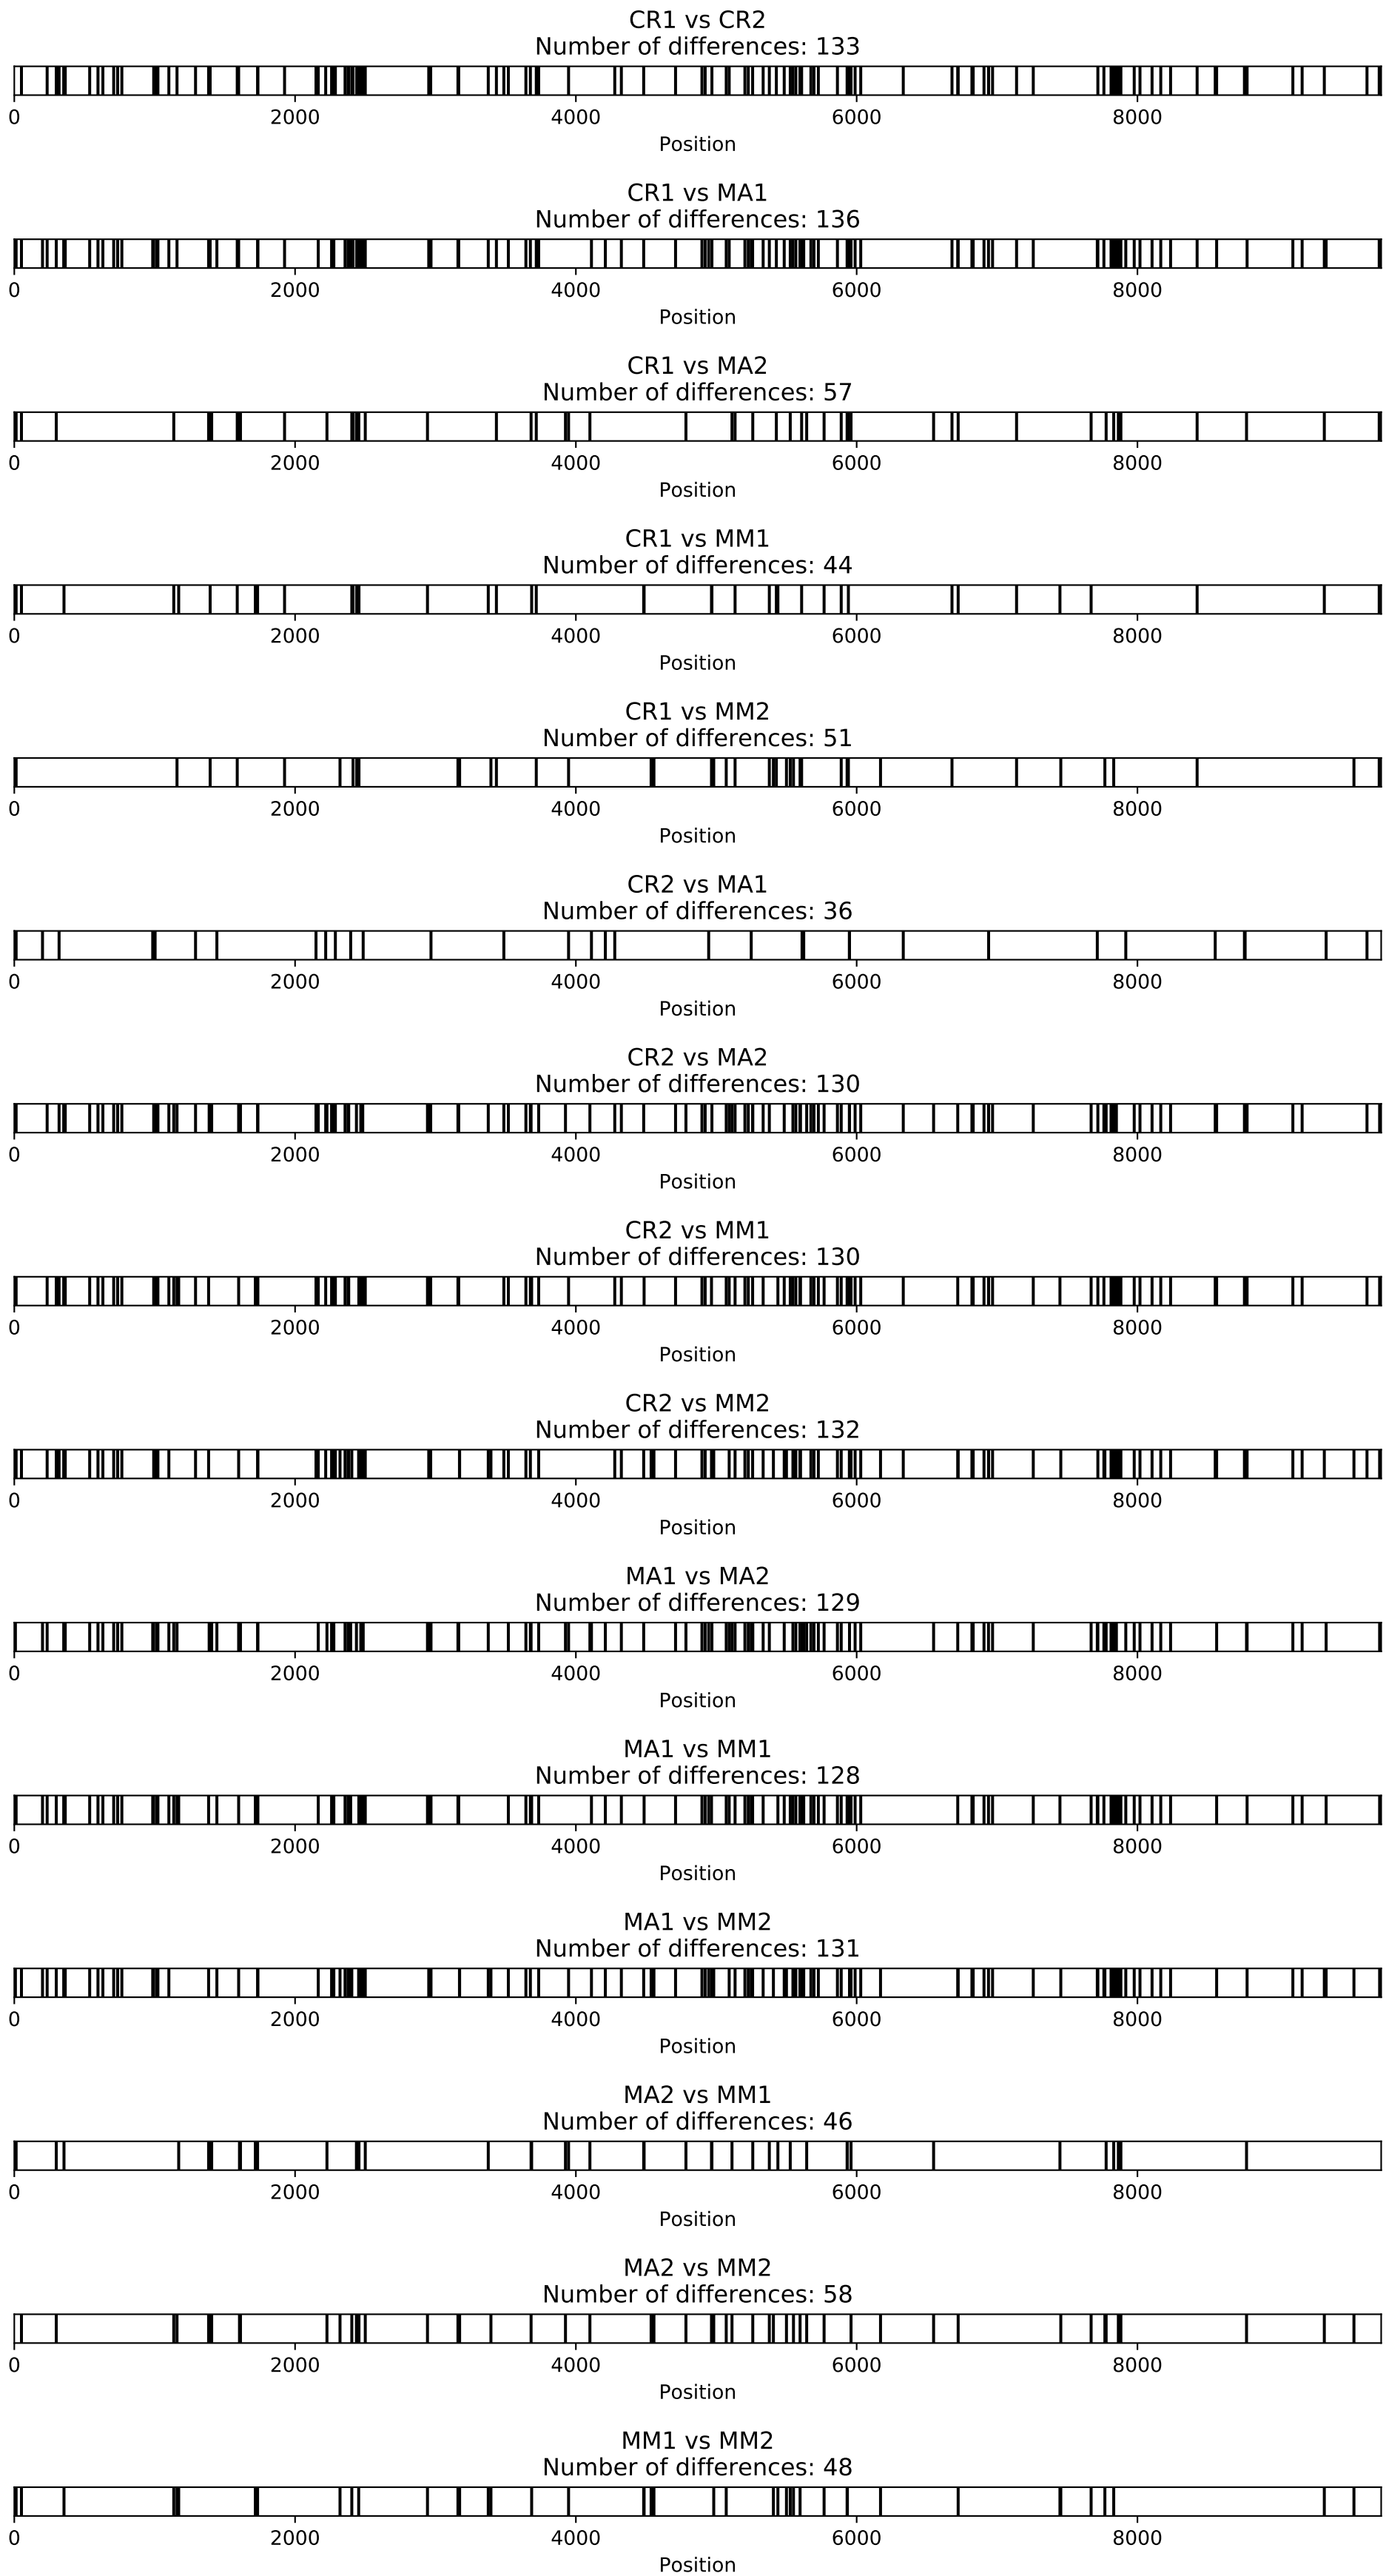 CR1 vs CR2
Number of differences: 133
0 2000 4000 6000 8000
Position
CR1 vs MA1
Number of differences: 136
0 2000 4000 6000 8000
Position
CR1 vs MA2
Number of differences: 57
0 2000 4000 6000 8000
Position
CR1 vs MM1
Number of differences: 44
0 2000 4000 6000 8000
Position
CR1 vs MM2
Number of differences: 51
0 2000 4000 6000 8000
Position
CR2 vs MA1
Number of differences: 36
0 2000 4000 6000 8000
Position
CR2 vs MA2
Number of differences: 130
0 2000 4000 6000 8000
Position
CR2 vs MM1
Number of differences: 130
0 2000 4000 6000 8000
Position
CR2 vs MM2
Number of differences: 132
0 2000 4000 6000 8000
Position
MA1 vs MA2
Number of differences: 129
0 2000 4000 6000 8000
Position
MA1 vs MM1
Number of differences: 128
0 2000 4000 6000 8000
Position
MA1 vs MM2
Number of differences: 131
0 2000 4000 6000 8000
Position
MA2 vs MM1
Number of differences: 46
0 2000 4000 6000 8000
Position
MA2 vs MM2
Number of differences: 58
0 2000 4000 6000 8000
Position
MM1 vs MM2
Number of differences: 48
0 2000 4000 6000 8000
Position